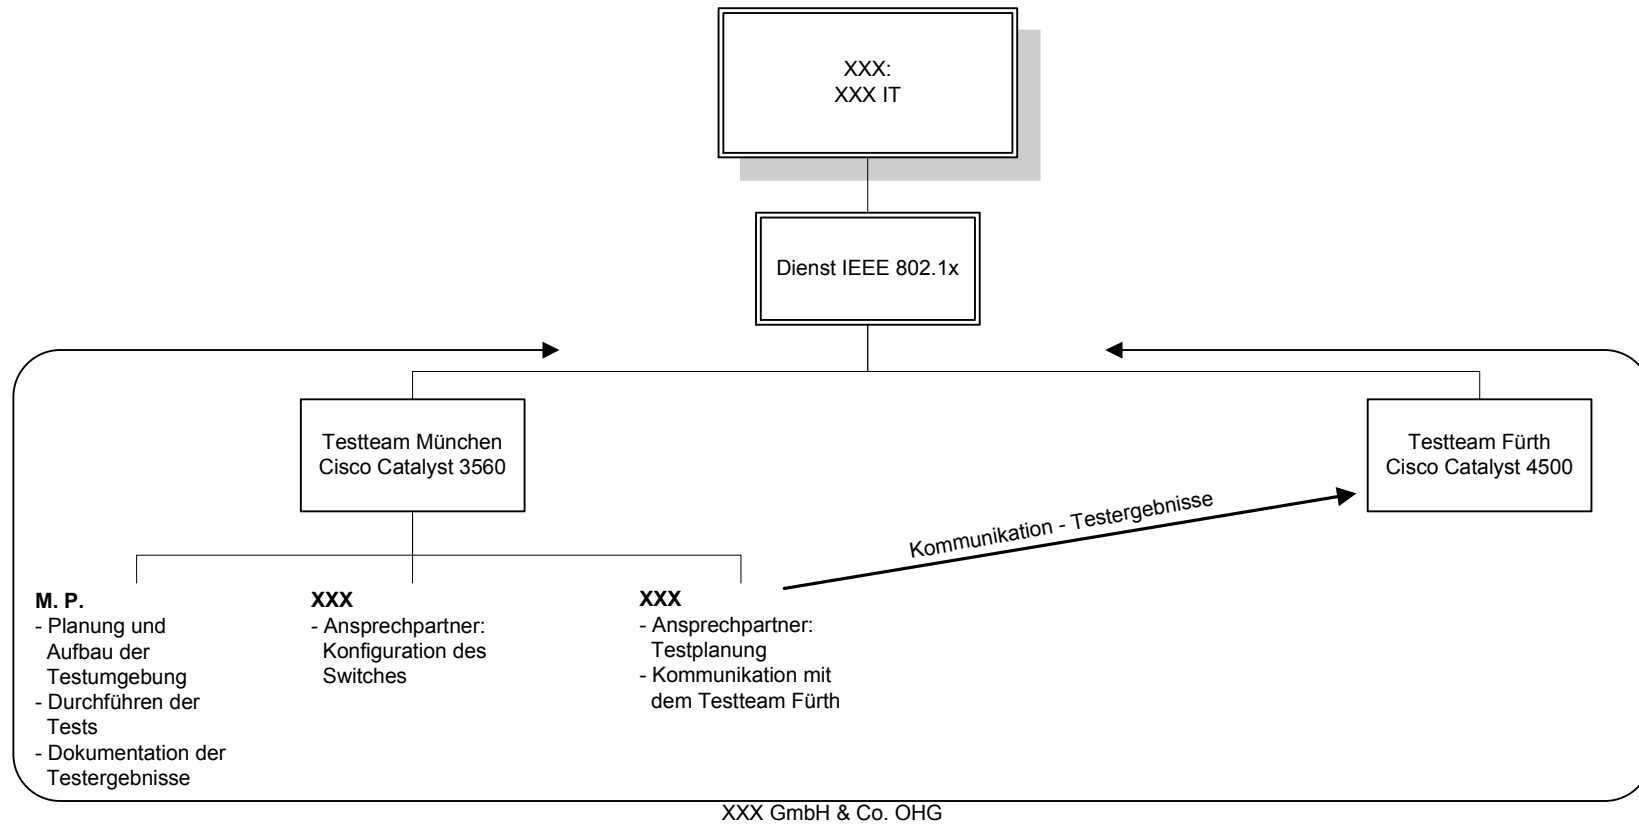 XXX:
XXX IT
Dienst IEEE 802.1x
Testteam München
Cisco Catalyst 3560
Testteam Fürth
Cisco Catalyst 4500
Kommunikation - Testergebnisse
M. P.
- Planung und
Aufbau der
Testumgebung
- Durchführen der
Tests
- Dokumentation der
Testergebnisse
XXX
- Ansprechpartner:
Konfiguration des
Switches
XXX
- Ansprechpartner:
Testplanung
- Kommunikation mit
dem Testteam Fürth
XXX GmbH & Co. OHG